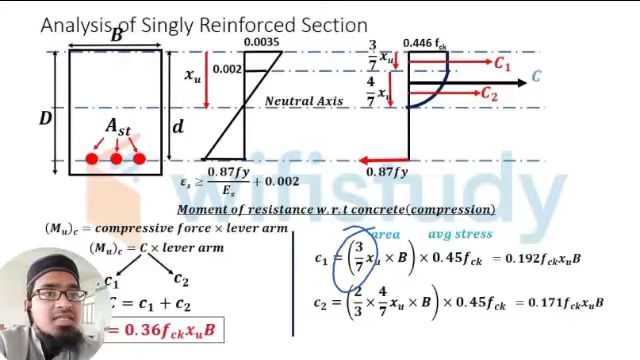 Analysis of Singly Reinforced Section
B
0.0035
0.446 fck
3/7 xu
C1
xu
0.002
C
4/7 xu
C2
Neutral Axis
D
Ast
d
0.87fy
εs ≥ 0.87fy/Es + 0.002
0.87fy
wifistudy
Moment of resistance w.r.t concrete(compression)
(Mu)c = compressive force × lever arm
area avg stress
(Mu)c = C × lever arm
c1 = (3/7 xu × B) × 0.45fck = 0.192fckxuB
c1 c2
C = c1 + c2
c2 = (2/3 × 4/7 xu × B) × 0.45fck = 0.171fckxuB
= 0.36fckxuB